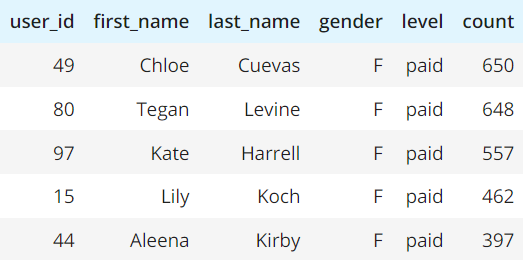 user_id first_name last_name gender level count
49 Chloe Cuevas F paid 650
80 Tegan Levine F paid 648
97 Kate Harrell F paid 557
15 Lily Koch F paid 462
44 Aleena Kirby F paid 397